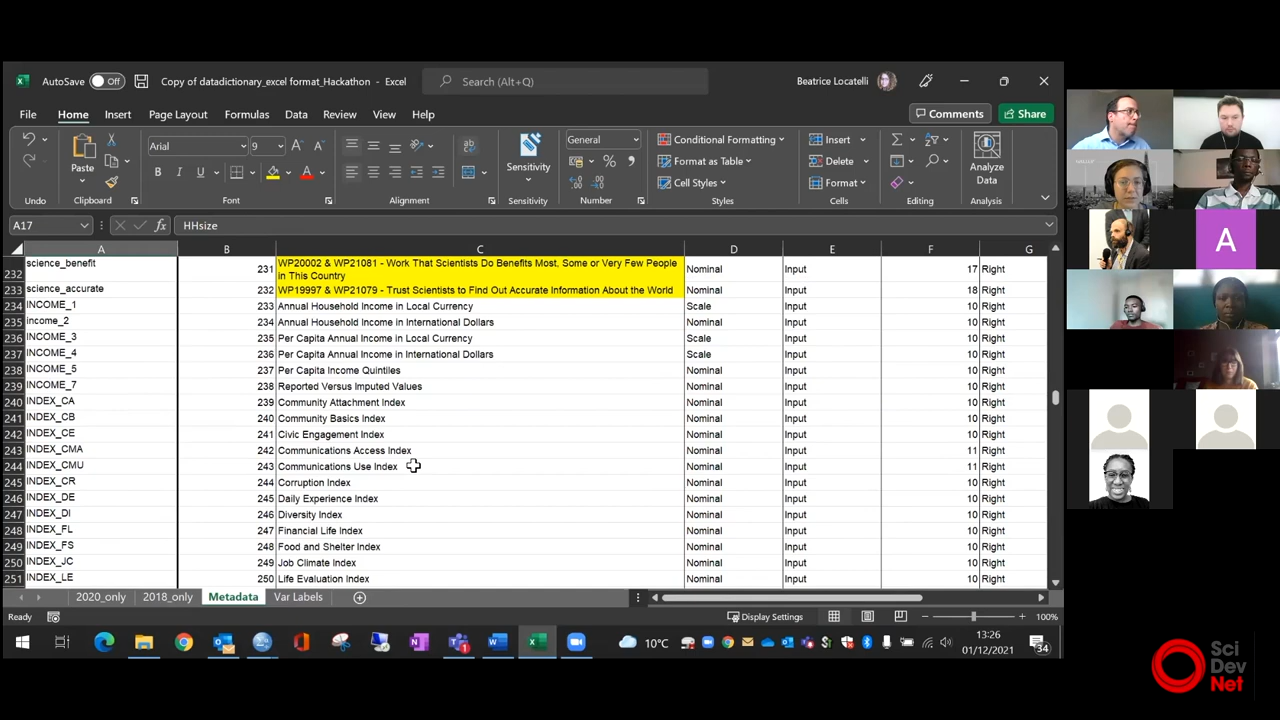 AutoSave Off Copy of datadictionary_excel format_Hackathon - Excel Search (Alt+Q) Beatrice Locatelli
File Home Insert Page Layout Formulas Data Review View Help Comments Share
Arial 9 General Conditional Formatting Insert
Paste B I U A Sensitivity % Format as Table Delete Analyze Data
Cell Styles Format
Undo Clipboard Font Alignment Sensitivity Number Styles Cells Editing Analysis
A17 fx HHsize
A B C D E F G
232 science_benefit 231 WP20002 & WP21081 - Work That Scientists Do Benefits Most, Some or Very Few People in This Country Nominal Input 17 Right
233 science_accurate 232 WP19997 & WP21079 - Trust Scientists to Find Out Accurate Information About the World Nominal Input 18 Right
234 INCOME_1 233 Annual Household Income in Local Currency Scale Input 10 Right
235 Income_2 234 Annual Household Income in International Dollars Nominal Input 10 Right
236 INCOME_3 235 Per Capita Annual Income in Local Currency Scale Input 10 Right
237 INCOME_4 236 Per Capita Annual Income in International Dollars Scale Input 10 Right
238 INCOME_5 237 Per Capita Income Quintiles Nominal Input 10 Right
239 INCOME_7 238 Reported Versus Imputed Values Nominal Input 10 Right
240 INDEX_CA 239 Community Attachment Index Nominal Input 10 Right
241 INDEX_CB 240 Community Basics Index Nominal Input 10 Right
242 INDEX_CE 241 Civic Engagement Index Nominal Input 10 Right
243 INDEX_CMA 242 Communications Access Index Nominal Input 11 Right
244 INDEX_CMU 243 Communications Use Index Nominal Input 11 Right
245 INDEX_CR 244 Corruption Index Nominal Input 10 Right
246 INDEX_DE 245 Daily Experience Index Nominal Input 10 Right
247 INDEX_DI 246 Diversity Index Nominal Input 10 Right
248 INDEX_FL 247 Financial Life Index Nominal Input 10 Right
249 INDEX_FS 248 Food and Shelter Index Nominal Input 10 Right
250 INDEX_JC 249 Job Climate Index Nominal Input 10 Right
251 INDEX_LE 250 Life Evaluation Index Nominal Input 10 Right
2020_only 2018_only Metadata Var Labels
Ready Display Settings 100%
10°C 13:26
01/12/2021 34
A
Sci
Dev
Net